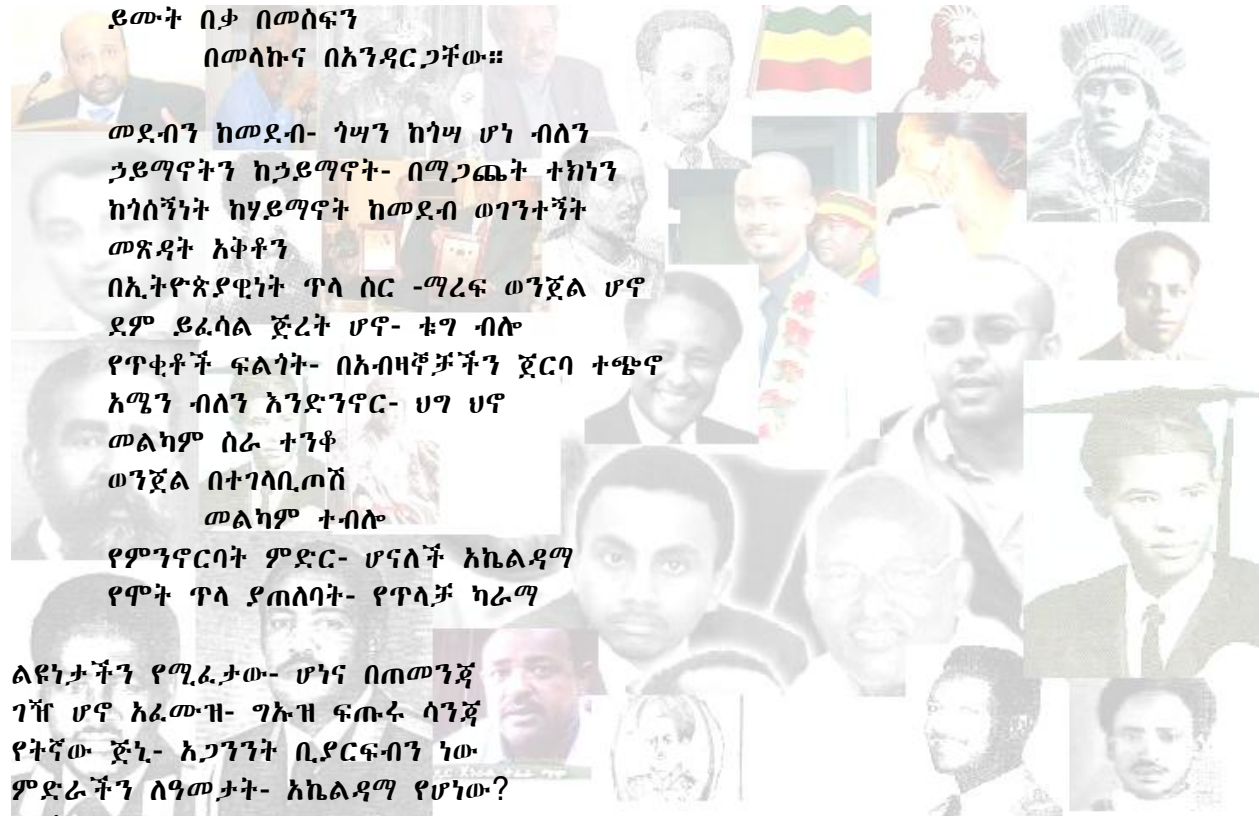 ይሙት በቃ በመስፍን
በመላኩና በአንዳርጋቸው።
መደብን ከመደብ- ጎሣን ከጎሣ ሆነ ብለን
ኃይማኖትን ከኃይማኖት- በማጋጨት ተክነን
ከጎሰኝነት ከሃይማኖት ከመደብ ወገንተኝት
መጽዳት አቅቶን
በኢትዮጵያዊነት ጥላ ስር -ማረፍ ወንጀል ሆኖ
ደም ይፈሳል ጅረት ሆኖ- ቱግ ብሎ
የጥቂቶች ፍልጎት- በአብዛኞቻችን ጀርባ ተጭኖ
አሜን ብለን እንድንኖር- ህግ ህኖ
መልካም ስራ ተንቆ
ወንጀል በተገላቢጦሽ
መልካም ተብሎ
የምንኖርባት ምድር- ሆናለች አኬልዳማ
የሞት ጥላ ያጠለባት- የጥላቻ ካራማ
ልዩነታችን የሚፈታው- ሆነና በጠመንጃ
ገዥ ሆኖ አፈሙዝ- ግኡዝ ፍጡሩ ሳንጃ
የትኛው ጅኒ- አጋንንት ቢያርፍብን ነው
ምድራችን ለዓመታት- አኬልዳማ የሆነው?